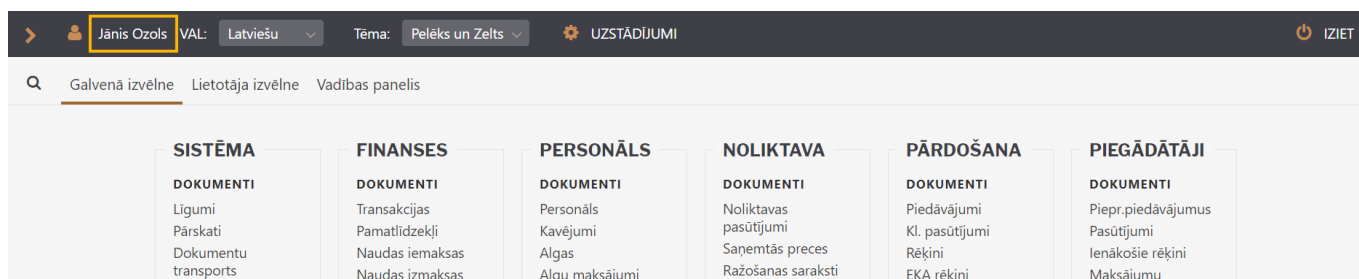 Jānis Ozols VAL: Latviešu Tēma: Pelēks un Zelts UZSTĀDĪJUMI IZIET
Galvenā izvēlne Lietotāja izvēlne Vadības panelis
SISTĒMA FINANSES PERSONĀLS NOLIKTAVA PĀRDOŠANA PIEGĀDĀTĀJI
DOKUMENTI DOKUMENTI DOKUMENTI DOKUMENTI DOKUMENTI DOKUMENTI
Līgumi Transakcijas Personāls Noliktavas Piedāvājumi Piepr.piedāvājumus
Pārskati Pamatlīdzekļi Kavējumi pasūtījumi Kl. pasūtījumi Pasūtījumi
Dokumentu Naudas iemaksas Algas Saņemtās preces Rēķini Ienākošie rēķini
transports Naudas izmaksas Algu maksājumi Ražošanas saraksti EKA rēķini Maksājumu